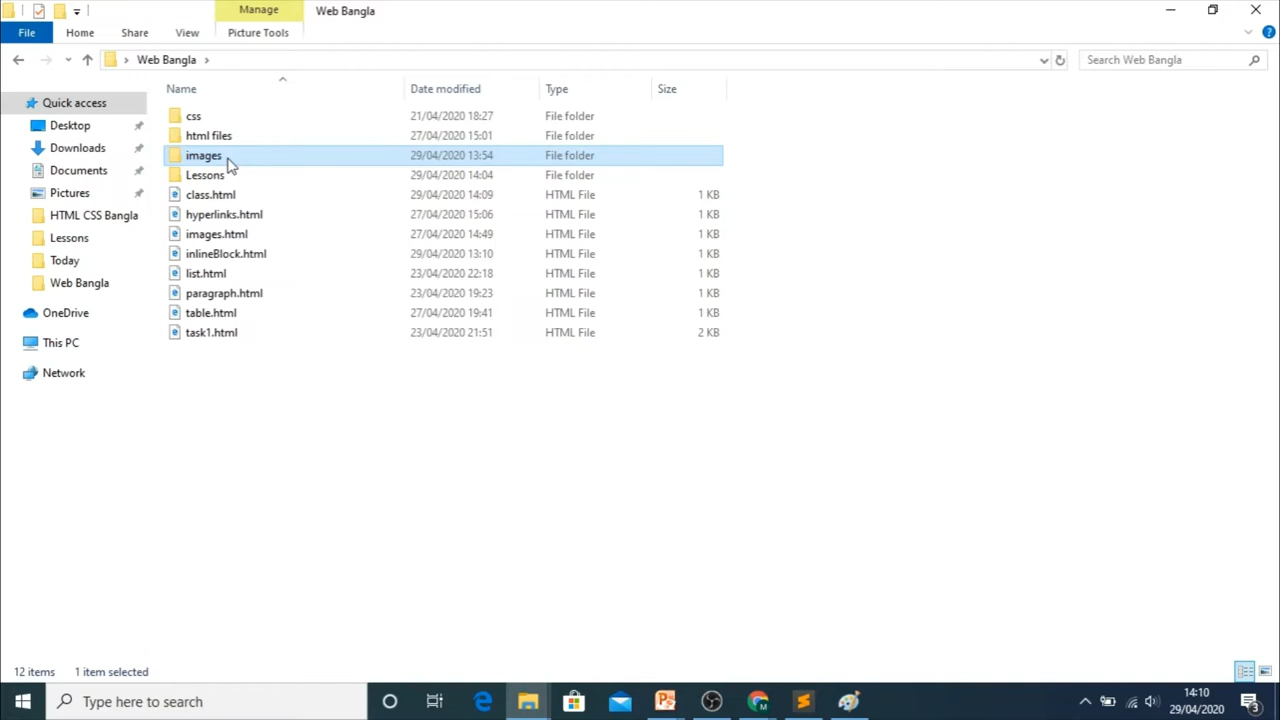 Manage
Web Bangla
File
Home
Share
View
Picture Tools
Web Bangla
Search Web Bangla
Name
Date modified
Type
Size
Quick access
Desktop
Downloads
Documents
Pictures
HTML CSS Bangla
Lessons
Today
Web Bangla
OneDrive
This PC
Network
css 21/04/2020 18:27 File folder
html files 27/04/2020 15:01 File folder
images 29/04/2020 13:54 File folder
Lessons 29/04/2020 14:04 File folder
class.html 29/04/2020 14:09 HTML File 1 KB
hyperlinks.html 27/04/2020 15:06 HTML File 1 KB
images.html 27/04/2020 14:49 HTML File 1 KB
inlineBlock.html 29/04/2020 13:10 HTML File 1 KB
list.html 23/04/2020 22:18 HTML File 1 KB
paragraph.html 23/04/2020 19:23 HTML File 1 KB
table.html 27/04/2020 19:41 HTML File 1 KB
task1.html 23/04/2020 21:51 HTML File 2 KB
12 items
1 item selected
Type here to search
14:10
29/04/2020
3